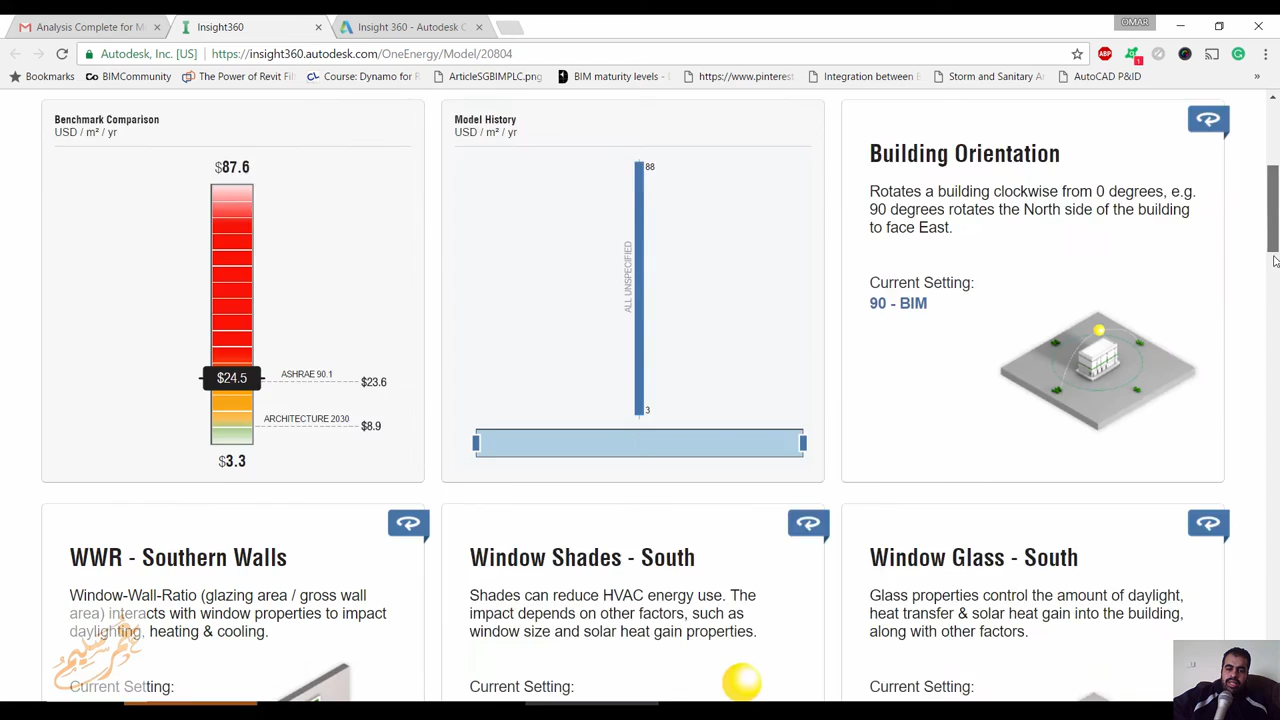 Analysis Complete for M
Insight360
Insight 360 - Autodesk C
OMAR
Autodesk, Inc. [US]
https://insight360.autodesk.com/OneEnergy/Model/20804
ABP
1
Bookmarks
BIMCommunity
The Power of Revit Filt
Course: Dynamo for R
ArticleSGBIMPLC.png
BIM maturity levels -
https://www.pinterest
Integration between B
Storm and Sanitary An
AutoCAD P&ID
»
Benchmark Comparison
USD / m² / yr
$87.6
$24.5
ASHRAE 90.1
$23.6
ARCHITECTURE 2030
$8.9
$3.3
Model History
USD / m² / yr
88
ALL UNSPECIFIED
3
Building Orientation
Rotates a building clockwise from 0 degrees, e.g.
90 degrees rotates the North side of the building
to face East.
Current Setting:
90 - BIM
WWR - Southern Walls
Window-Wall-Ratio (glazing area / gross wall
area) interacts with window properties to impact
daylighting, heating & cooling.
Current Setting:
عمر سليم
Window Shades - South
Shades can reduce HVAC energy use. The
impact depends on other factors, such as
window size and solar heat gain properties.
Current Setting:
Window Glass - South
Glass properties control the amount of daylight,
heat transfer & solar heat gain into the building,
along with other factors.
Current Setting: